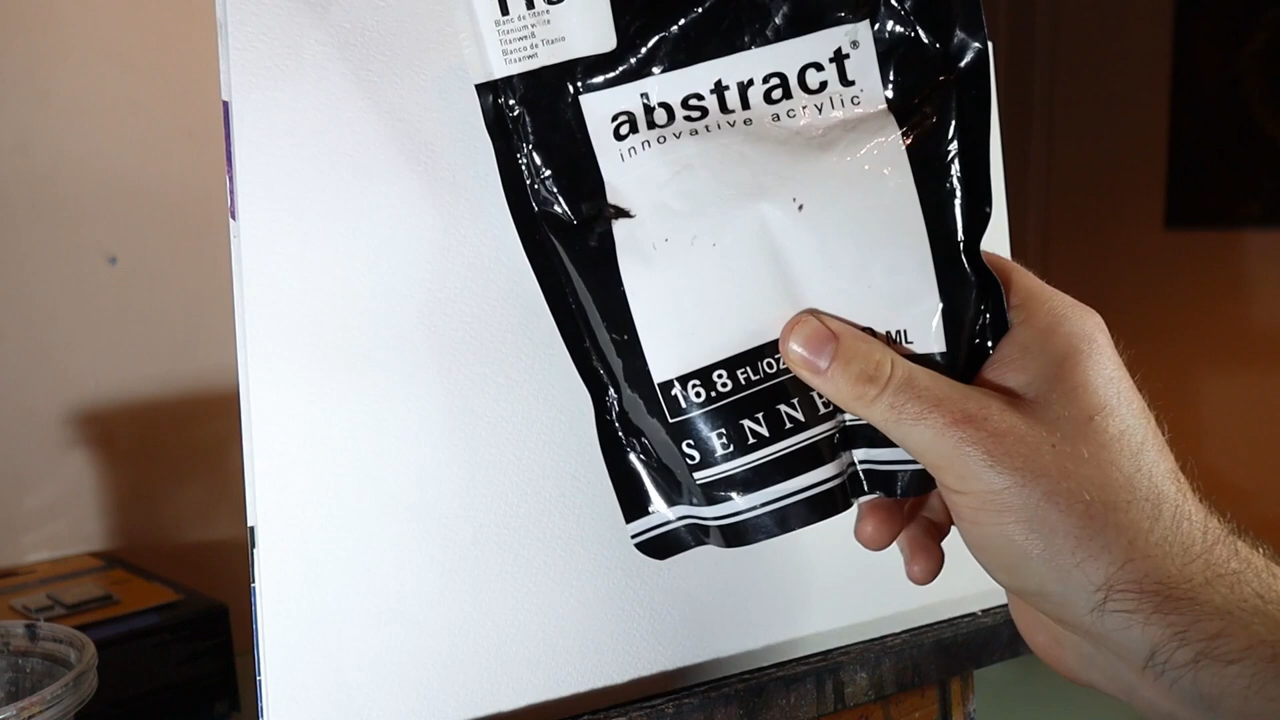 Blanc de Titane
Titanium White
Titanweiß
Blanco de Titanio
Titaanwit
abstract®
innovative acrylic
16.8 FL/OZ ML
SENNE